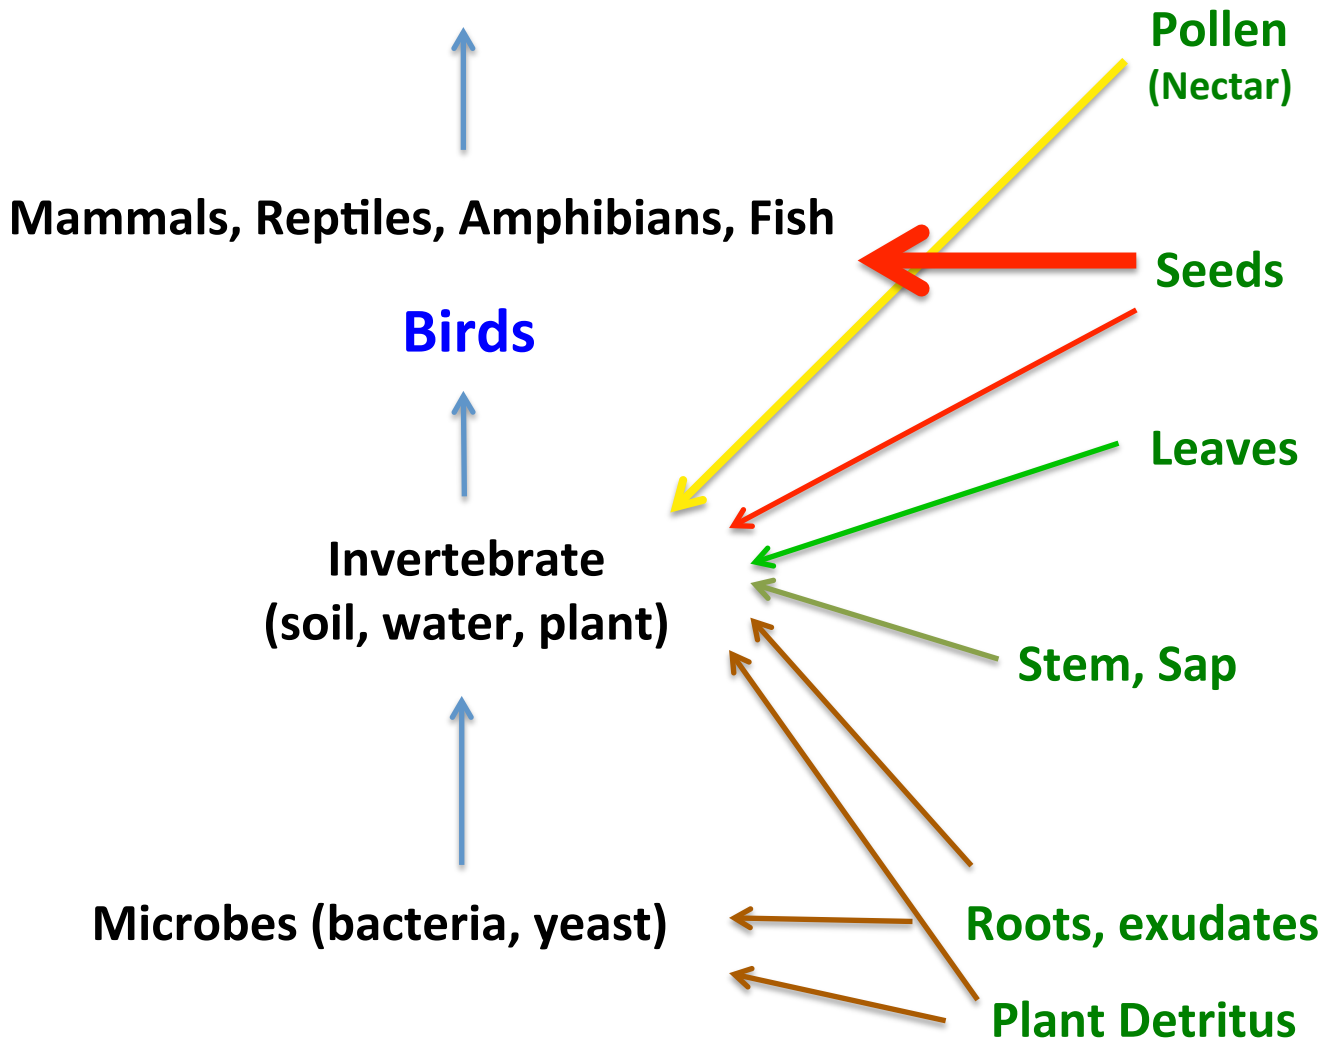 Pollen
(Nectar)
Mammals, Reptiles, Amphibians, Fish
Seeds
Birds
Leaves
Invertebrate
(soil, water, plant)
Stem, Sap
Microbes (bacteria, yeast)
Roots, exudates
Plant Detritus